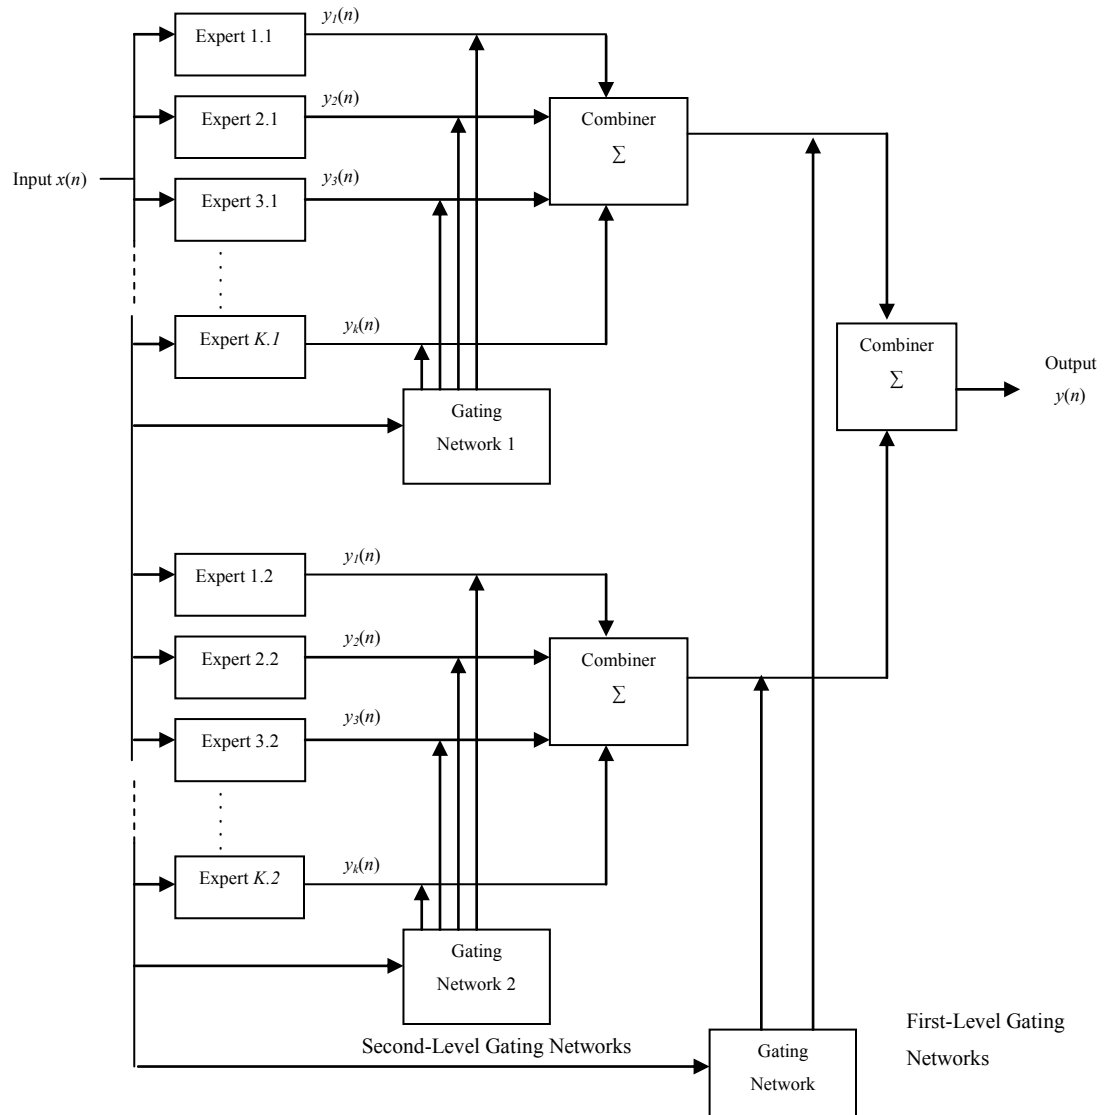 y1(n)
Expert 1.1
y2(n)
Expert 2.1
Combiner
∑
Input x(n)
y3(n)
Expert 3.1
yk(n)
Expert K.1
Combiner
∑
Output
y(n)
Gating
Network 1
y1(n)
Expert 1.2
y2(n)
Expert 2.2
Combiner
∑
y3(n)
Expert 3.2
yk(n)
Expert K.2
Gating
Network 2
First-Level Gating
Networks
Second-Level Gating Networks
Gating
Network